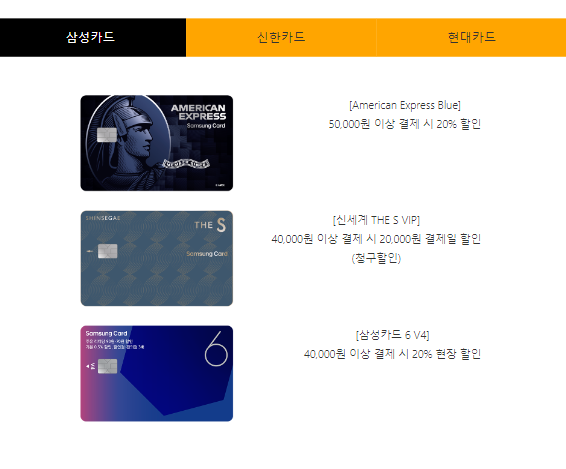 삼성카드
신한카드
현대카드
AMERICAN
EXPRESS
Samsung Card
[American Express Blue]
50,000원 이상 결제 시 20% 할인
SHINSEGAE
THE S
Samsung Card
[신세계 THE S VIP]
40,000원 이상 결제 시 20,000원 결제일 할인
(청구할인)
Samsung Card
6
V4
[삼성카드 6 V4]
40,000원 이상 결제 시 20% 현장 할인